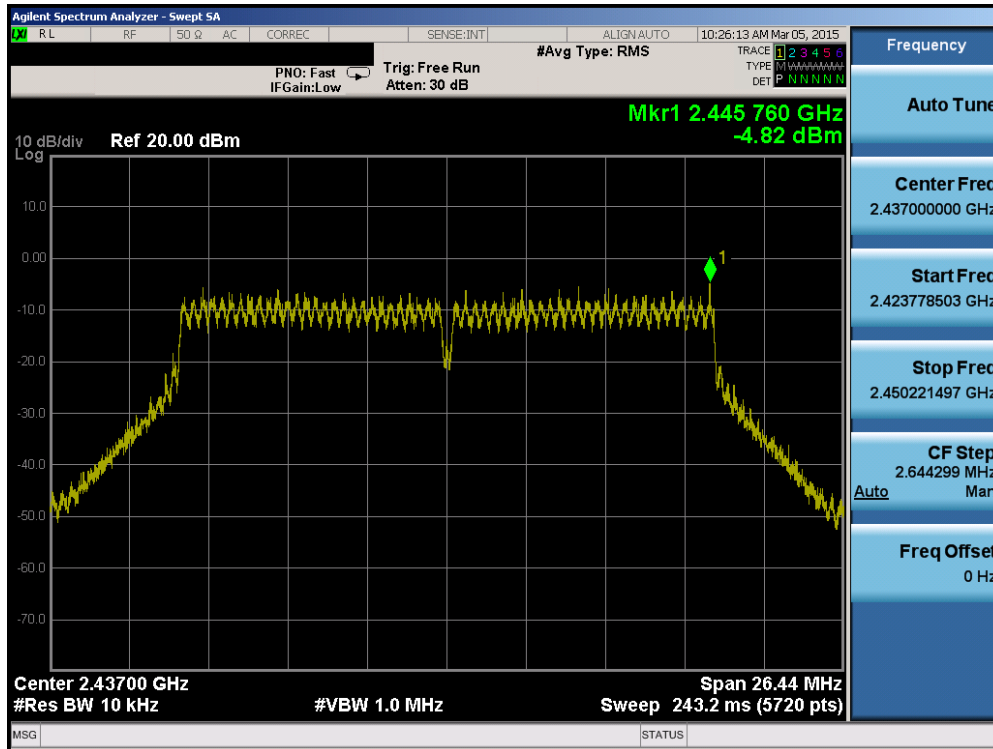 Agilent Spectrum Analyzer - Swept SA
LXI RL RF 50 Ω AC CORREC SENSE:INT ALIGN AUTO 10:26:13 AM Mar 05, 2015
#Avg Type: RMS TRACE 1 2 3 4 5 6
PNO: Fast Trig: Free Run TYPE M
IFGain:Low Atten: 30 dB DET P N N N N N
Mkr1 2.445 760 GHz
-4.82 dBm
10 dB/div Ref 20.00 dBm
Log
10.0
0.00
1
-10.0
-20.0
-30.0
-40.0
-50.0
-60.0
-70.0
Center 2.43700 GHz Span 26.44 MHz
#Res BW 10 kHz #VBW 1.0 MHz Sweep 243.2 ms (5720 pts)
MSG STATUS
Frequency
Auto Tune
Center Freq
2.437000000 GHz
Start Freq
2.423778503 GHz
Stop Freq
2.450221497 GHz
CF Step
2.644299 MHz
Auto Man
Freq Offset
0 Hz